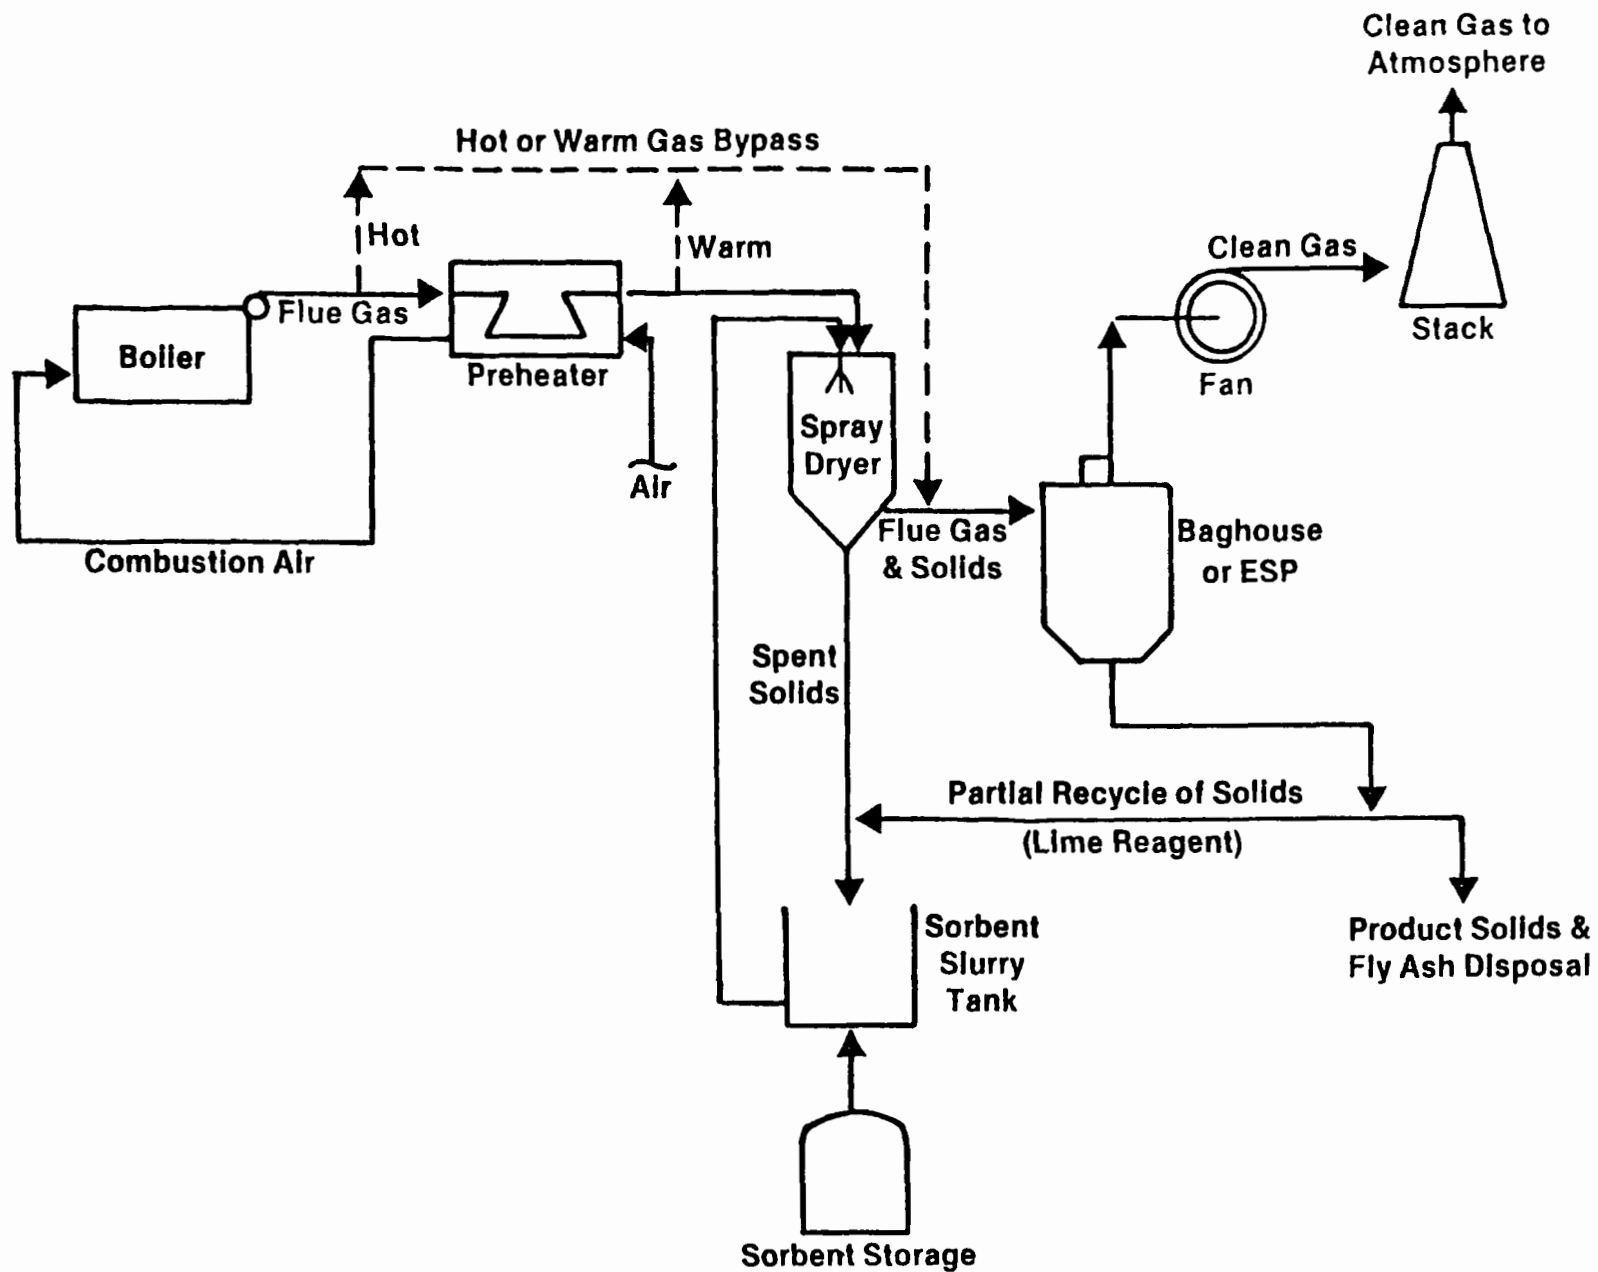 Clean Gas to
Atmosphere
Hot or Warm Gas Bypass
Hot
Warm
Clean Gas
Flue Gas
Stack
Boiler
Preheater
Fan
Spray
Dryer
Air
Flue Gas
& Solids
Baghouse
or ESP
Combustion Air
Spent
Solids
Partial Recycle of Solids
(Lime Reagent)
Sorbent
Slurry
Tank
Product Solids &
Fly Ash Disposal
Sorbent Storage